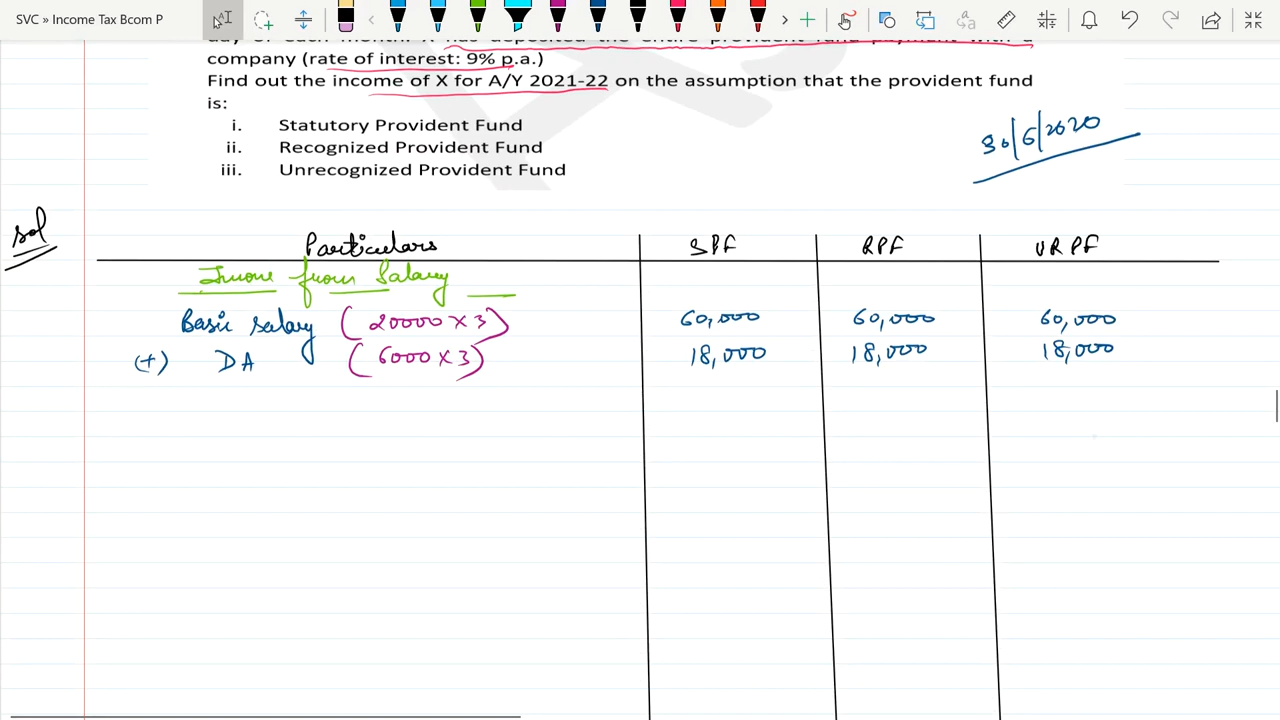 SVC » Income Tax Bcom P
company (rate of interest: 9% p.a.)
Find out the income of X for A/Y 2021-22 on the assumption that the provident fund
is:
i. Statutory Provident Fund
ii. Recognized Provident Fund
iii. Unrecognized Provident Fund
30/6/2020
Sol
Particulars SPF RPF URPF
Income from Salary
Basic salary (20000 × 3) 60,000 60,000 60,000
(+) DA (6000 × 3) 18,000 18,000 18,000